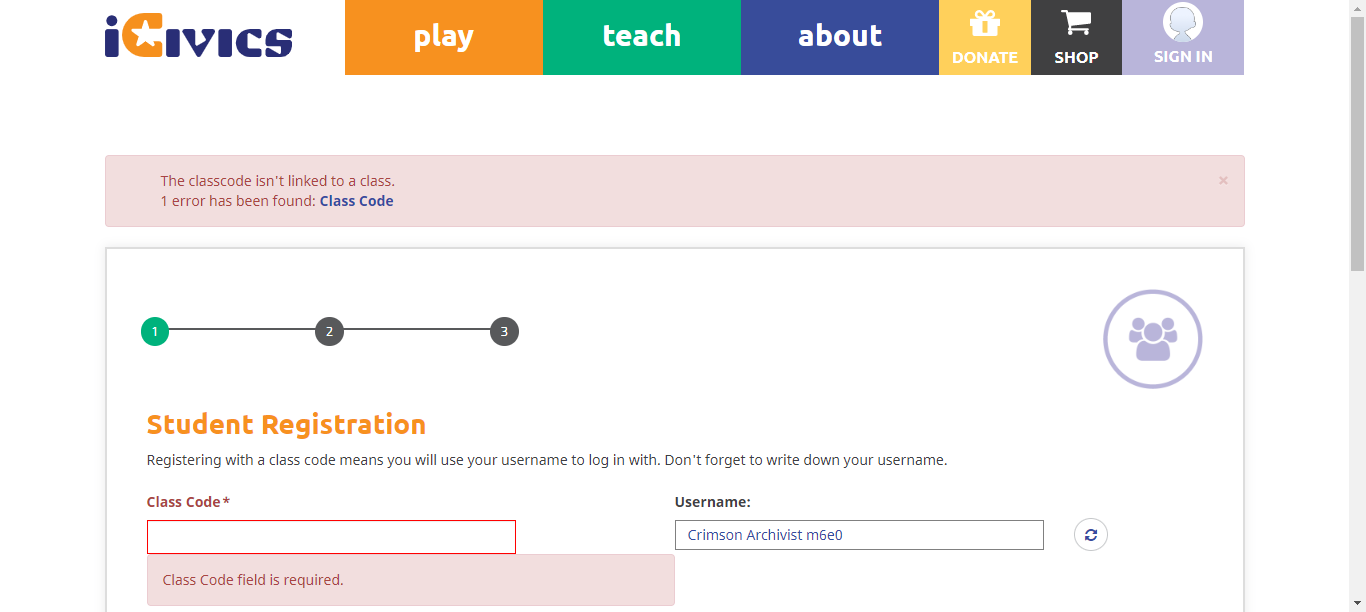 iCivics
play
teach
about
DONATE
SHOP
SIGN IN
The classcode isn't linked to a class.
×
1 error has been found: Class Code
1
2
3
Student Registration
Registering with a class code means you will use your username to log in with. Don't forget to write down your username.
Class Code*
Username:
Crimson Archivist m6e0
Class Code field is required.